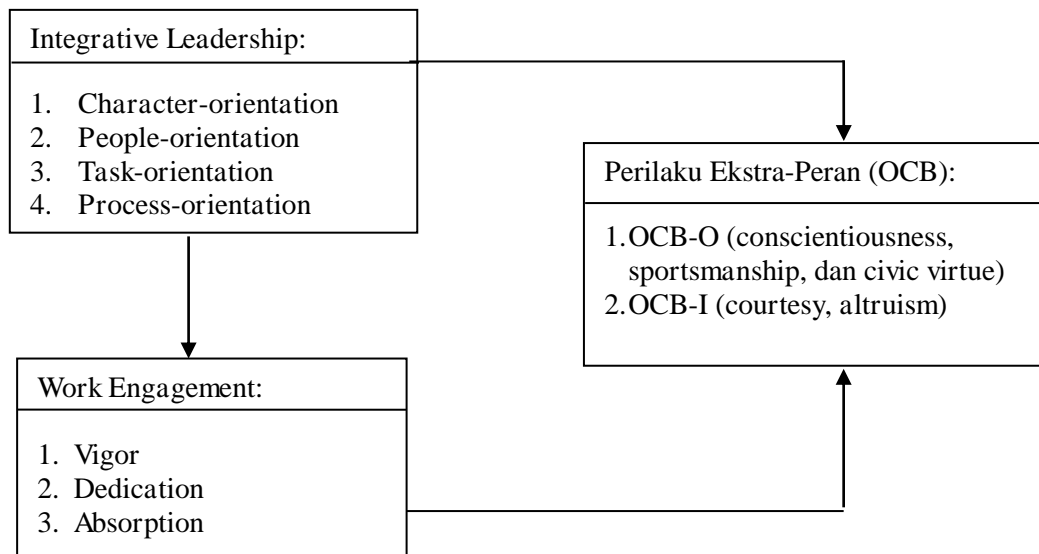 Integrative Leadership:
1. Character-orientation
2. People-orientation
3. Task-orientation
4. Process-orientation
Perilaku Ekstra-Peran (OCB):
1.OCB-O (conscientiousness,
sportsmanship, dan civic virtue)
2.OCB-I (courtesy, altruism)
Work Engagement:
1. Vigor
2. Dedication
3. Absorption